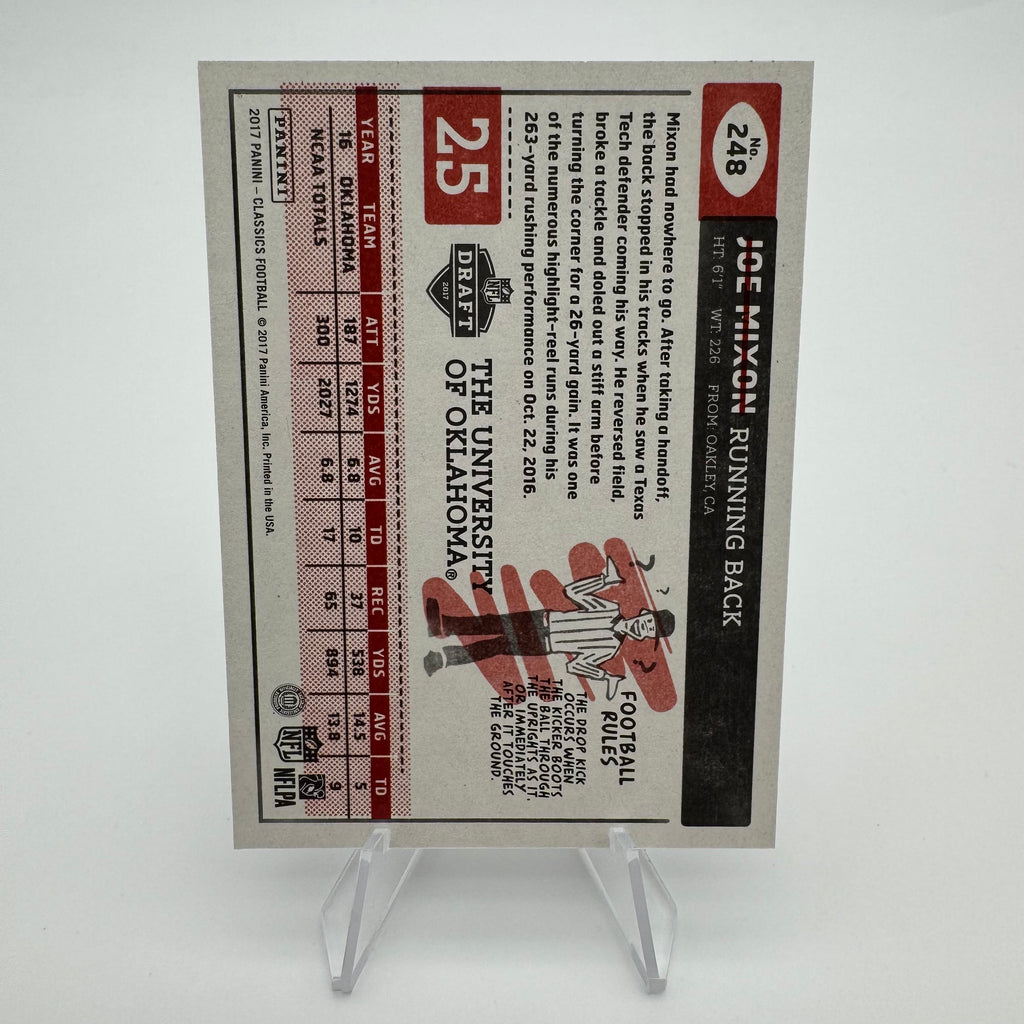 No.
248
JOE MIXON RUNNING BACK
HT: 6'1" WT: 226 FROM: OAKLEY, CA
Mixon had nowhere to go. After taking a handoff,
the back stopped in his tracks when he saw a Texas
Tech defender coming his way. He reversed field,
broke a tackle and doled out a stiff arm before
turning the corner for a 26-yard gain. It was one
of the numerous highlight-reel runs during his
263-yard rushing performance on Oct. 22, 2016.
? ? ?
FOOTBALL
RULES
THE DROP KICK
OCCURS WHEN
THE KICKER BOOTS
THE BALL THROUGH
THE UPRIGHTS AS IT,
OR IMMEDIATELY
AFTER IT TOUCHES
THE GROUND.
25
NFL
DRAFT
2017
THE UNIVERSITY
OF OKLAHOMA®
YEAR TEAM ATT YDS AVG TD REC YDS AVG TD
16 OKLAHOMA 187 1274 6.8 10 37 538 14.5 5
NCAA TOTALS 300 2027 6.8 17 65 894 13.8 9
PANINI
2017 PANINI – CLASSICS FOOTBALL © 2017 Panini America, Inc. Printed in the USA.
NFL
NFLPA